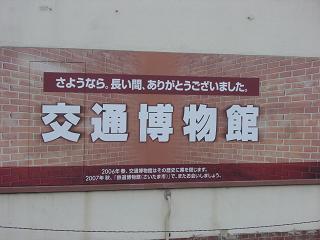 さようなら。長い間、ありがとうございました。
交通博物館
2006年春、交通博物館はその歴史に幕を閉じます。
2007年秋、「鉄道博物館（さいたま市）」で、またお会いしましょう。